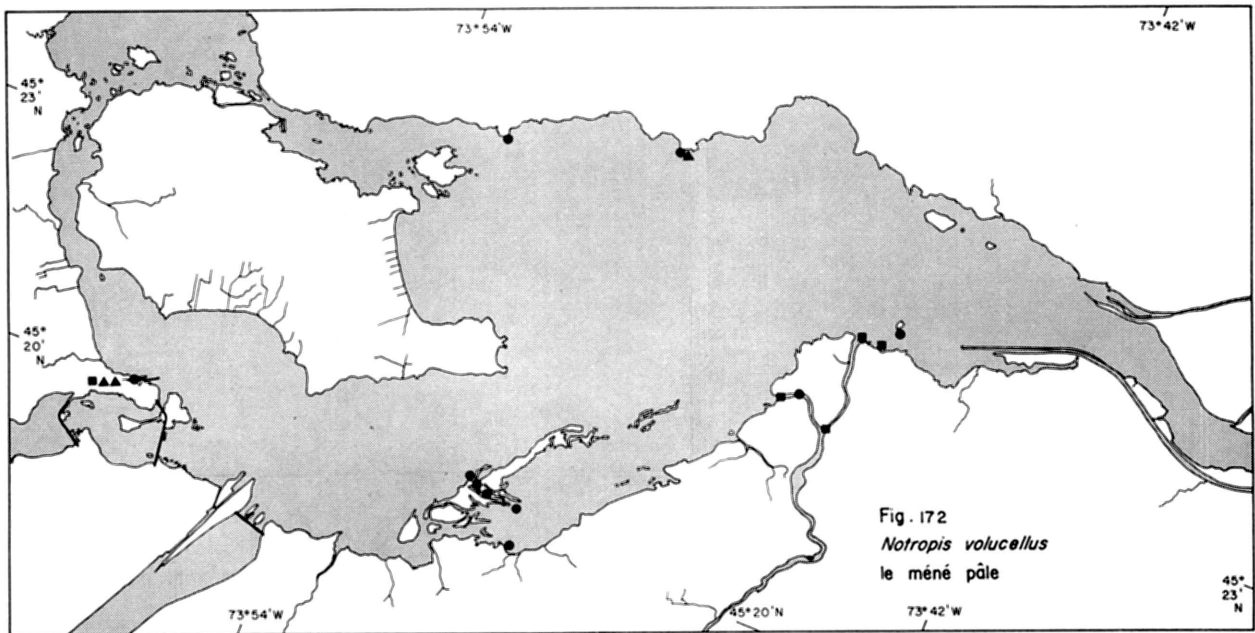 73°54'W
73°42'W
45°
23'
N
45°
20'
N
Fig. 172
Notropis volucellus
le méné pâle
45°
23'
N
73°54'W
45°20'N
73°42'W